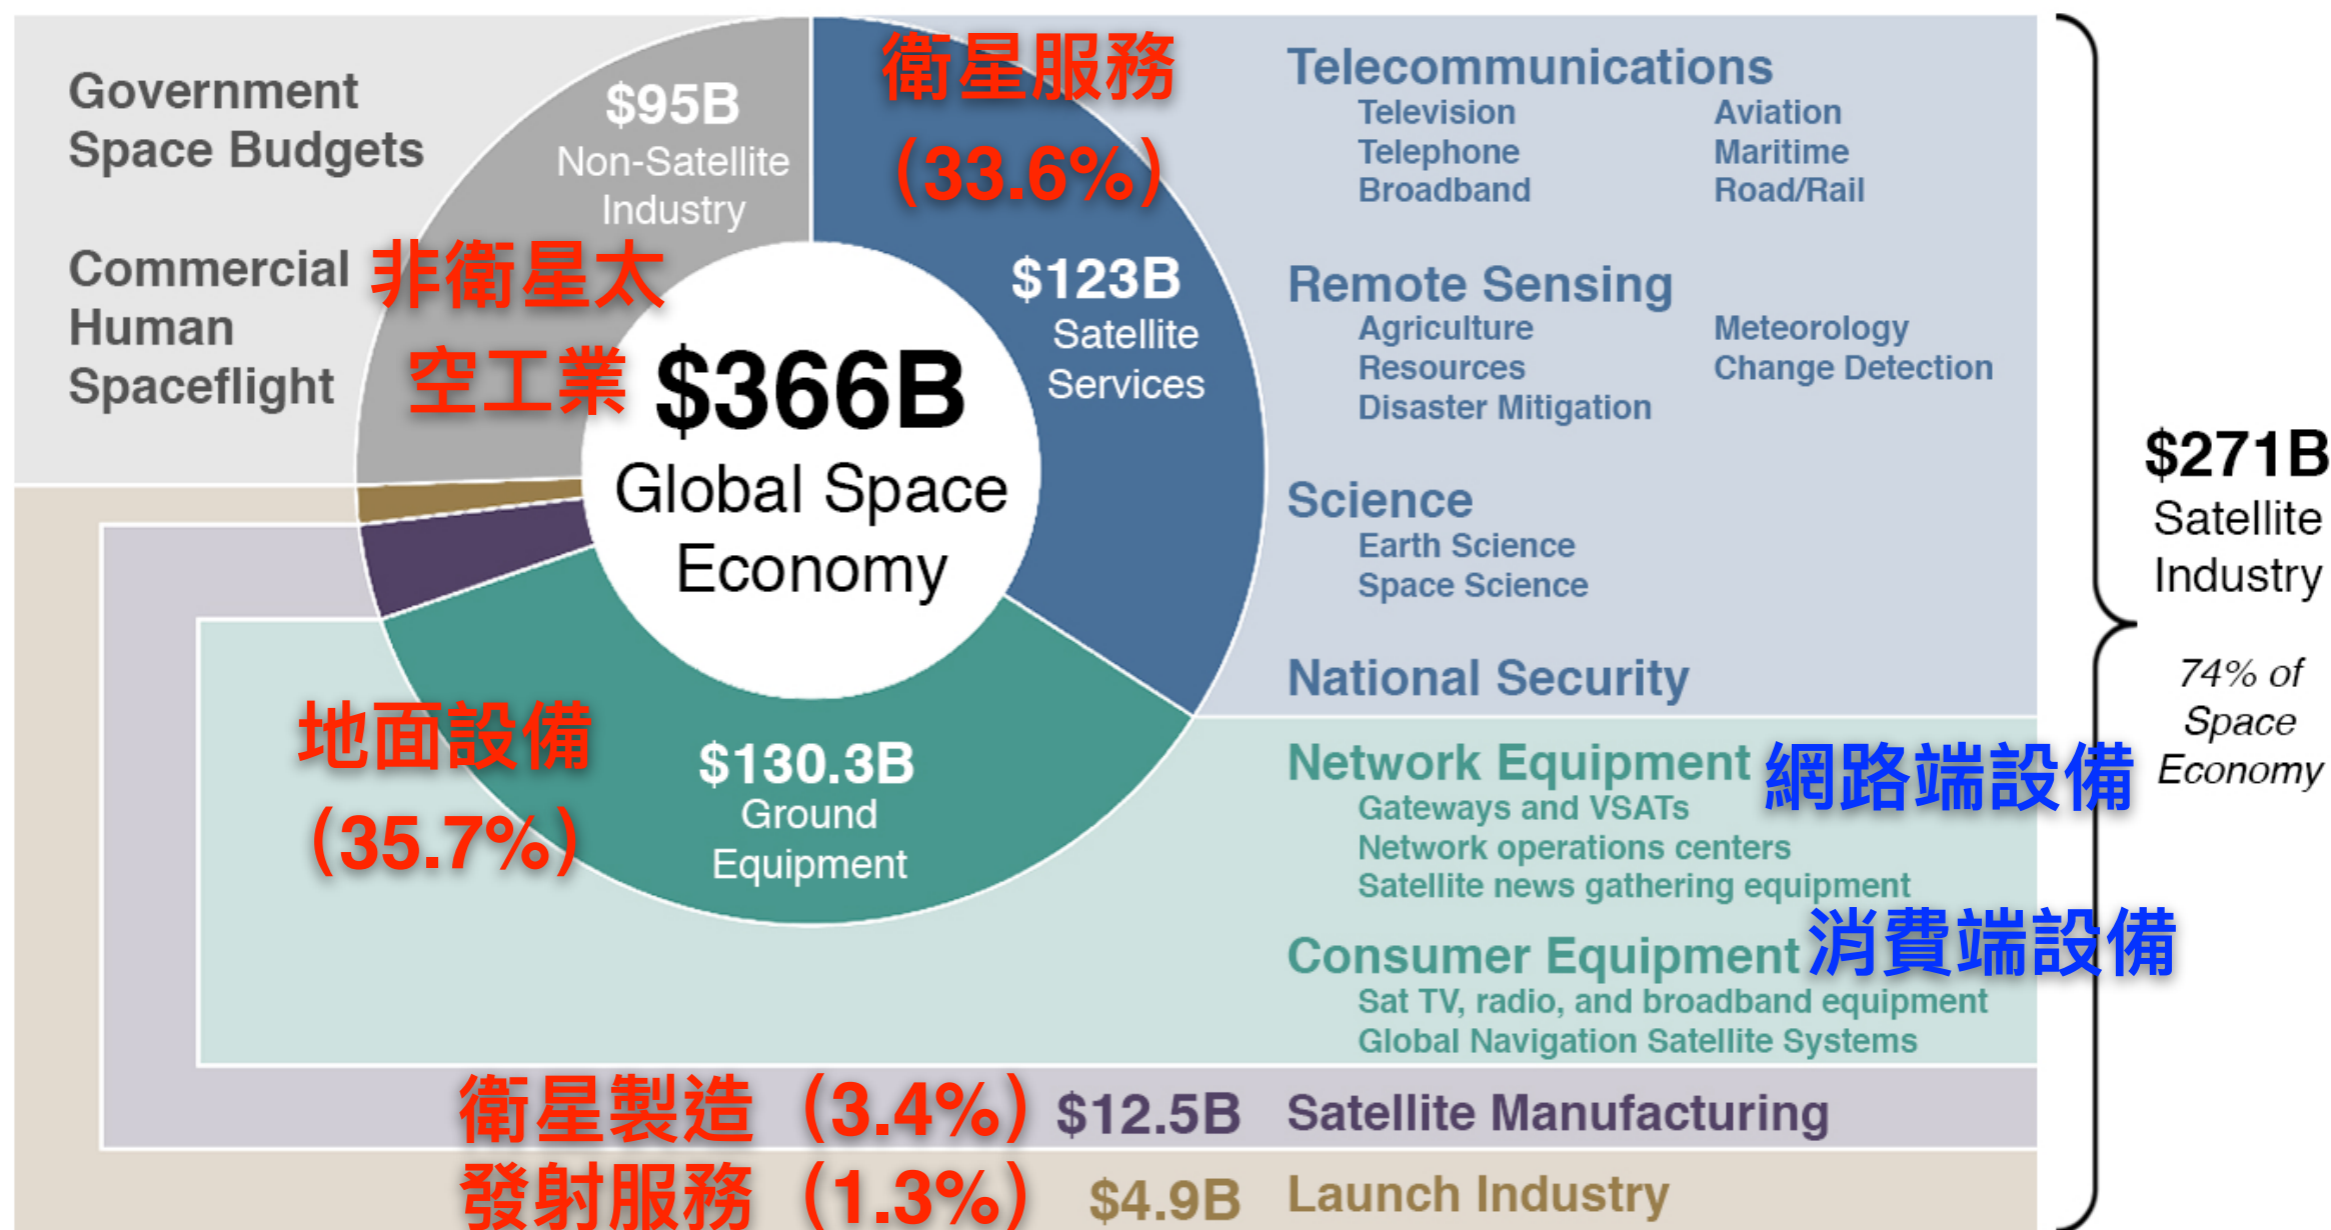 Government
Space Budgets
Commercial
Human
Spaceflight
$95B
Non-Satellite
Industry
非衛星太
空工業
衛星服務
（33.6%）
$123B
Satellite
Services
$366B
Global Space
Economy
地面設備
（35.7%）
$130.3B
Ground
Equipment
Telecommunications
Television
Telephone
Broadband
Aviation
Maritime
Road/Rail
Remote Sensing
Agriculture
Resources
Disaster Mitigation
Meteorology
Change Detection
Science
Earth Science
Space Science
National Security
Network Equipment 網路端設備
Gateways and VSATs
Network operations centers
Satellite news gathering equipment
Consumer Equipment 消費端設備
Sat TV, radio, and broadband equipment
Global Navigation Satellite Systems
衛星製造（3.4%） $12.5B Satellite Manufacturing
發射服務（1.3%） $4.9B Launch Industry
$271B
Satellite
Industry
74% of
Space
Economy